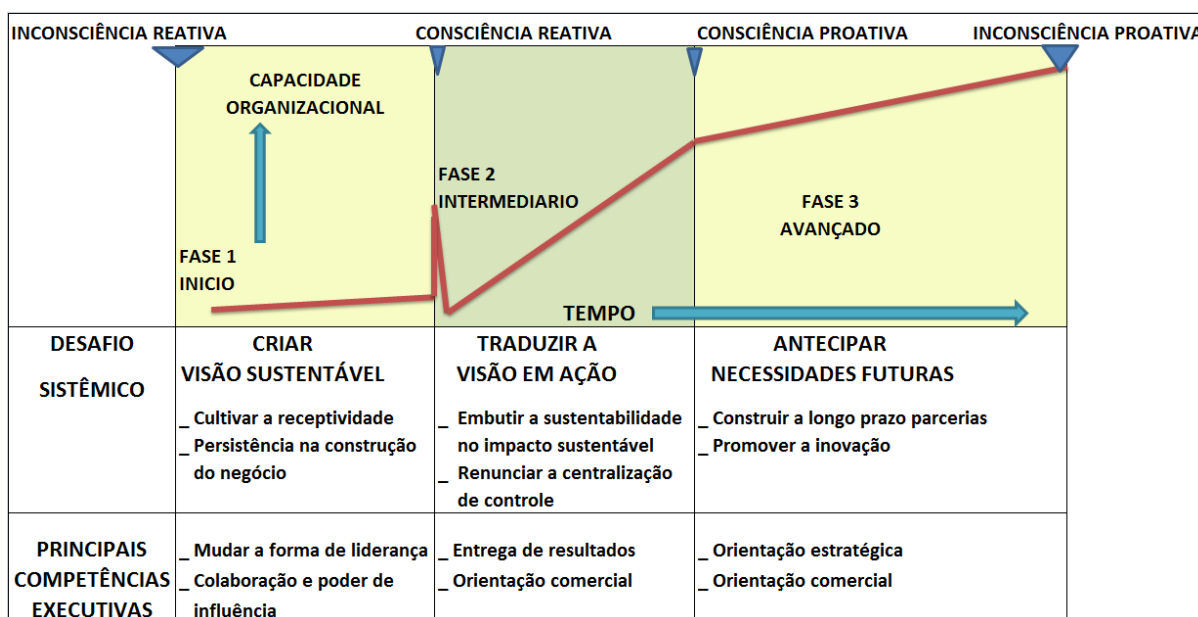 INCONSCIÊNCIA REATIVA
CONSCIÊNCIA REATIVA
CONSCIÊNCIA PROATIVA
INCONSCIÊNCIA PROATIVA
CAPACIDADE
ORGANIZACIONAL
FASE 1
INICIO
FASE 2
INTERMEDIARIO
FASE 3
AVANÇADO
TEMPO
DESAFIO
SISTÊMICO
CRIAR
VISÃO SUSTENTÁVEL
_ Cultivar a receptividade
_ Persistência na construção
do negócio
TRADUZIR A
VISÃO EM AÇÃO
_ Embutir a sustentabilidade
no impacto sustentável
_ Renunciar a centralização
de controle
ANTECIPAR
NECESSIDADES FUTURAS
_ Construir a longo prazo parcerias
_ Promover a inovação
PRINCIPAIS
COMPETÊNCIAS
EXECUTIVAS
_ Mudar a forma de liderança
_ Colaboração e poder de
influência
_ Entrega de resultados
_ Orientação comercial
_ Orientação estratégica
_ Orientação comercial